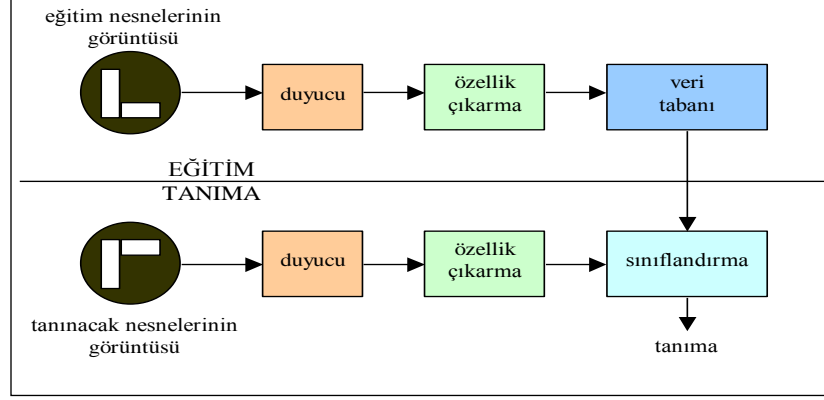 eğitim nesnelerinin
görüntüsü
duyucu
özellik
çıkarma
veri
tabanı
EĞİTİM
TANIMA
duyucu
özellik
çıkarma
sınıflandırma
tanınacak nesnelerinin
görüntüsü
tanıma